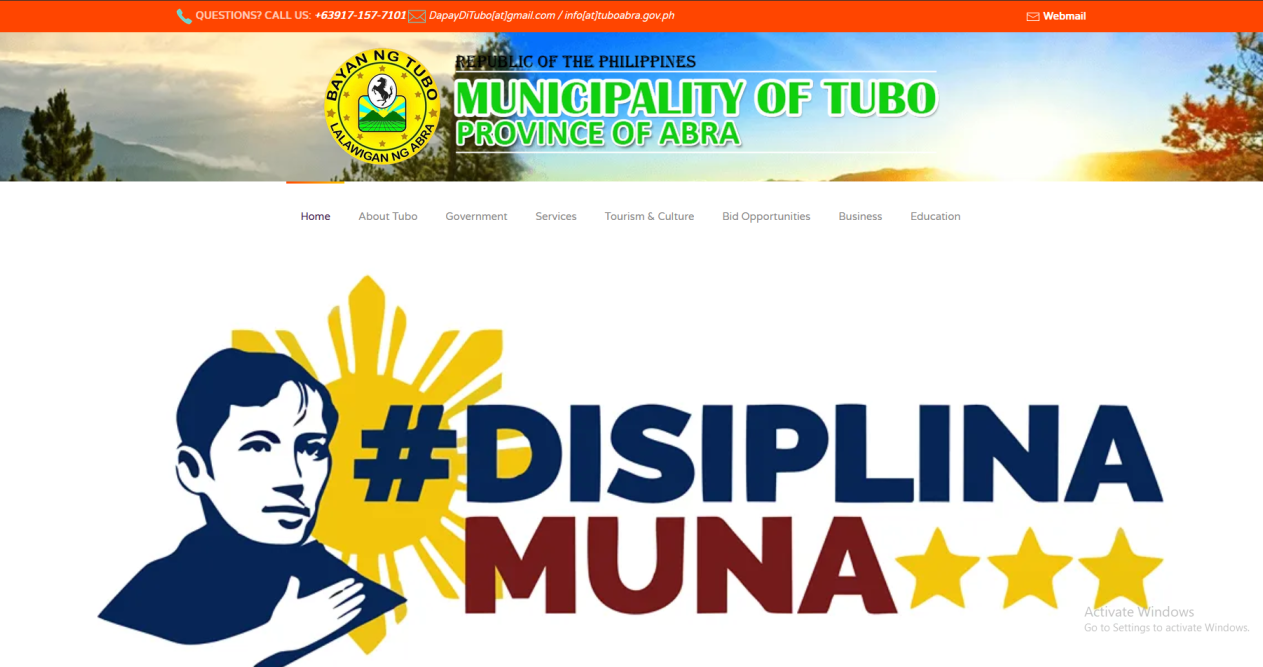 QUESTIONS? CALL US: +63917-157-7101 DapayDiTubo[at]gmail.com / info[at]tuboabra.gov.ph Webmail
BAYAN NG TUBO
LALAWIGAN NG ABRA
REPUBLIC OF THE PHILIPPINES
MUNICIPALITY OF TUBO
PROVINCE OF ABRA
Home About Tubo Government Services Tourism & Culture Bid Opportunities Business Education
#DISIPLINA
MUNA
Activate Windows
Go to Settings to activate Windows.